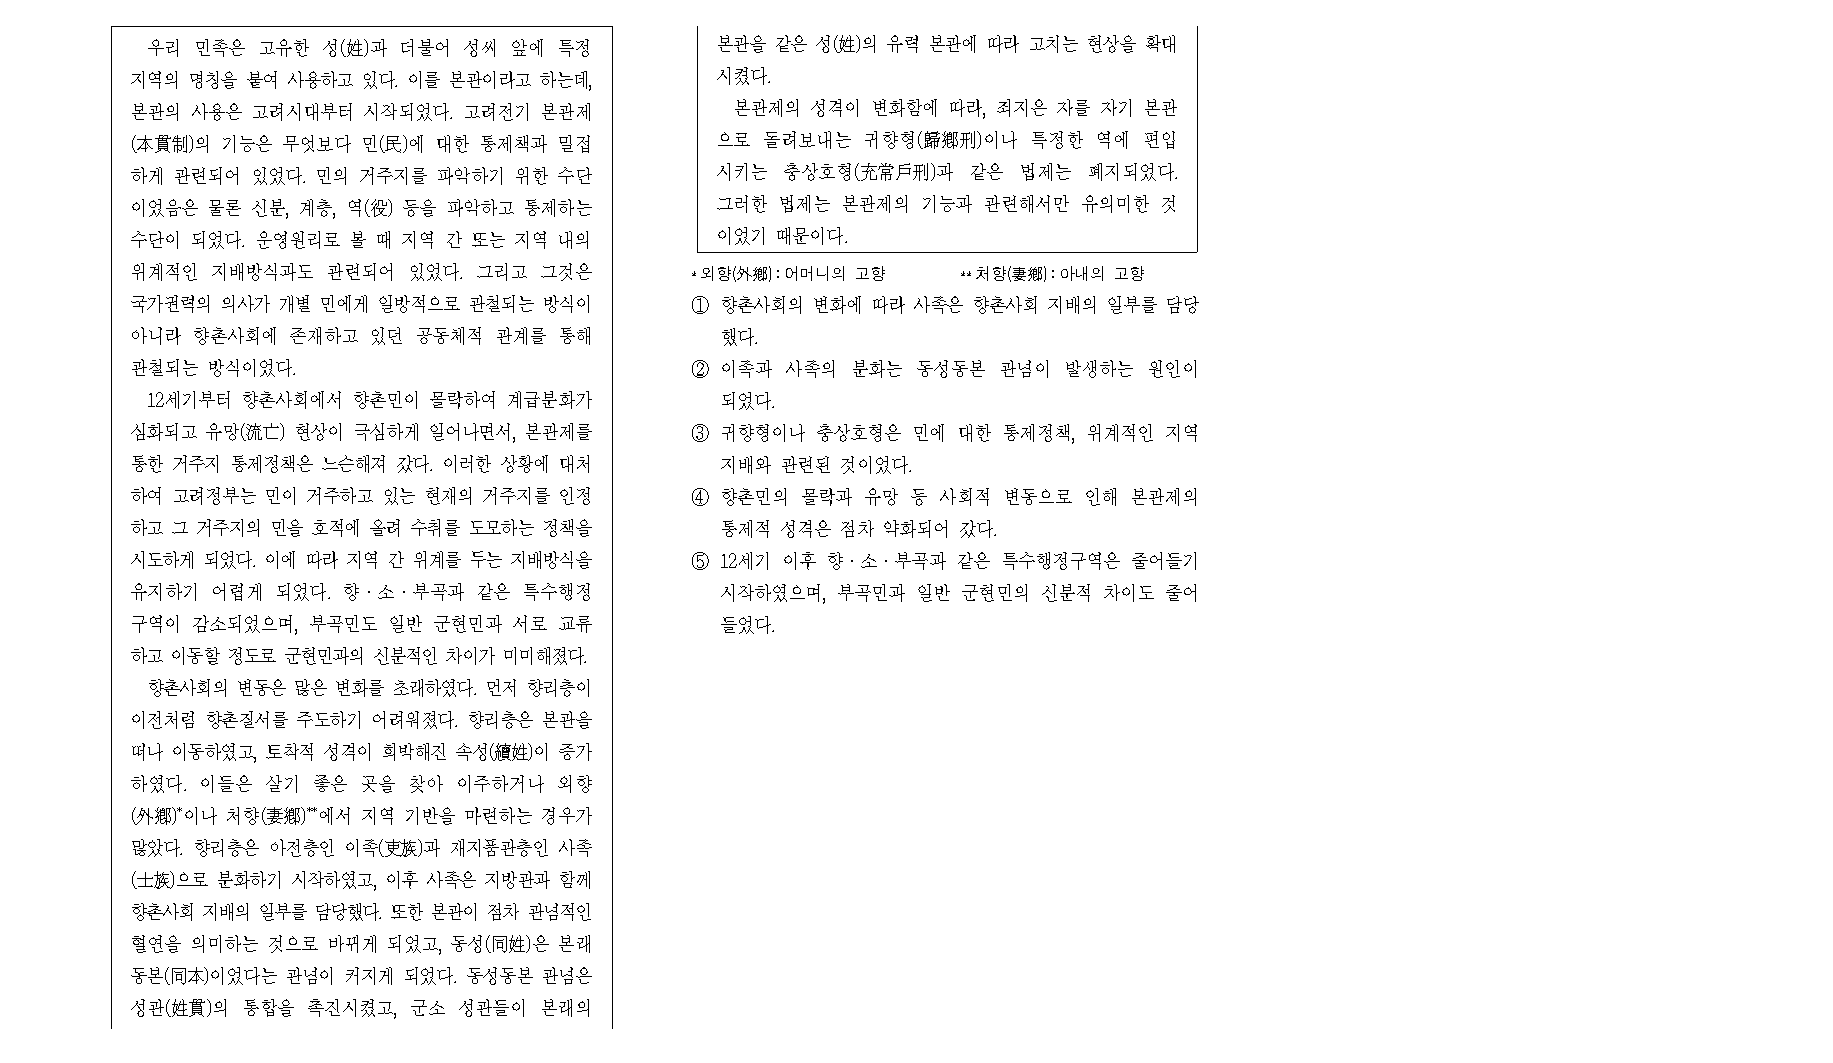 우리 민족은 고유한 성(姓)과 더불어 성씨 앞에 특정
지역의 명칭을 붙여 사용하고 있다. 이를 본관이라고 하는데,
본관의 사용은 고려시대부터 시작되었다. 고려전기 본관제
(本貫制)의 기능은 무엇보다 민(民)에 대한 통제책과 밀접
하게 관련되어 있었다. 민의 거주지를 파악하기 위한 수단
이었음은 물론 신분, 계층, 역(役) 등을 파악하고 통제하는
수단이 되었다. 운영원리로 볼 때 지역 간 또는 지역 내의
위계적인 지배방식과도 관련되어 있었다. 그리고 그것은
국가권력의 의사가 개별 민에게 일방적으로 관철되는 방식이
아니라 향촌사회에 존재하고 있던 공동체적 관계를 통해
관철되는 방식이었다.
12세기부터 향촌사회에서 향촌민이 몰락하여 계급분화가
심화되고 유망(流亡) 현상이 극심하게 일어나면서, 본관제를
통한 거주지 통제정책은 느슨해져 갔다. 이러한 상황에 대처
하여 고려정부는 민이 거주하고 있는 현재의 거주지를 인정
하고 그 거주지의 민을 호적에 올려 수취를 도모하는 정책을
시도하게 되었다. 이에 따라 지역 간 위계를 두는 지배방식을
유지하기 어렵게 되었다. 향·소·부곡과 같은 특수행정
구역이 감소되었으며, 부곡민도 일반 군현민과 서로 교류
하고 이동할 정도로 군현민과의 신분적인 차이가 미미해졌다.
향촌사회의 변동은 많은 변화를 초래하였다. 먼저 향리층이
이전처럼 향촌질서를 주도하기 어려워졌다. 향리층은 본관을
떠나 이동하였고, 토착적 성격이 희박해진 속성(續姓)이 증가
하였다. 이들은 살기 좋은 곳을 찾아 이주하거나 외향
(外鄕)*이나 처향(妻鄕)**에서 지역 기반을 마련하는 경우가
많았다. 향리층은 아전층인 이족(吏族)과 재지품관층인 사족
(士族)으로 분화하기 시작하였고, 이후 사족은 지방관과 함께
향촌사회 지배의 일부를 담당했다. 또한 본관이 점차 관념적인
혈연을 의미하는 것으로 바뀌게 되었고, 동성(同姓)은 본래
동본(同本)이었다는 관념이 커지게 되었다. 동성동본 관념은
성관(姓貫)의 통합을 촉진시켰고, 군소 성관들이 본래의
본관을 같은 성(姓)의 유력 본관에 따라 고치는 현상을 확대
시켰다.
본관제의 성격이 변화함에 따라, 죄지은 자를 자기 본관
으로 돌려보내는 귀향형(歸鄕刑)이나 특정한 역에 편입
시키는 충상호형(充常戶刑)과 같은 법제는 폐지되었다.
그러한 법제는 본관제의 기능과 관련해서만 유의미한 것
이었기 때문이다.
* 외향(外鄕) : 어머니의 고향 ** 처향(妻鄕) : 아내의 고향
① 향촌사회의 변화에 따라 사족은 향촌사회 지배의 일부를 담당
했다.
② 이족과 사족의 분화는 동성동본 관념이 발생하는 원인이
되었다.
③ 귀향형이나 충상호형은 민에 대한 통제정책, 위계적인 지역
지배와 관련된 것이었다.
④ 향촌민의 몰락과 유망 등 사회적 변동으로 인해 본관제의
통제적 성격은 점차 약화되어 갔다.
⑤ 12세기 이후 향·소·부곡과 같은 특수행정구역은 줄어들기
시작하였으며, 부곡민과 일반 군현민의 신분적 차이도 줄어
들었다.